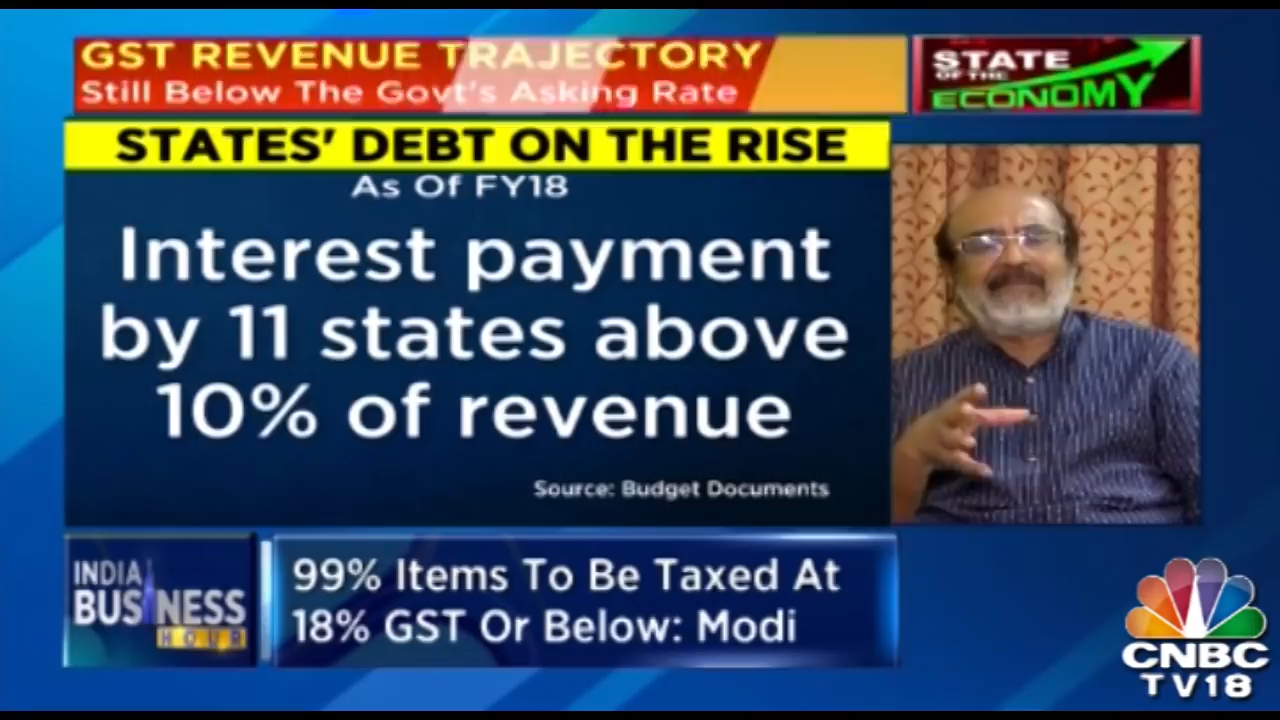 GST REVENUE TRAJECTORY
Still Below The Govt's Asking Rate
STATE
OF THE
ECONOMY
STATES' DEBT ON THE RISE
As Of FY18
Interest payment
by 11 states above
10% of revenue
Source: Budget Documents
INDIA
BUSINESS
HOUR
99% Items To Be Taxed At
18% GST Or Below: Modi
CNBC
TV18